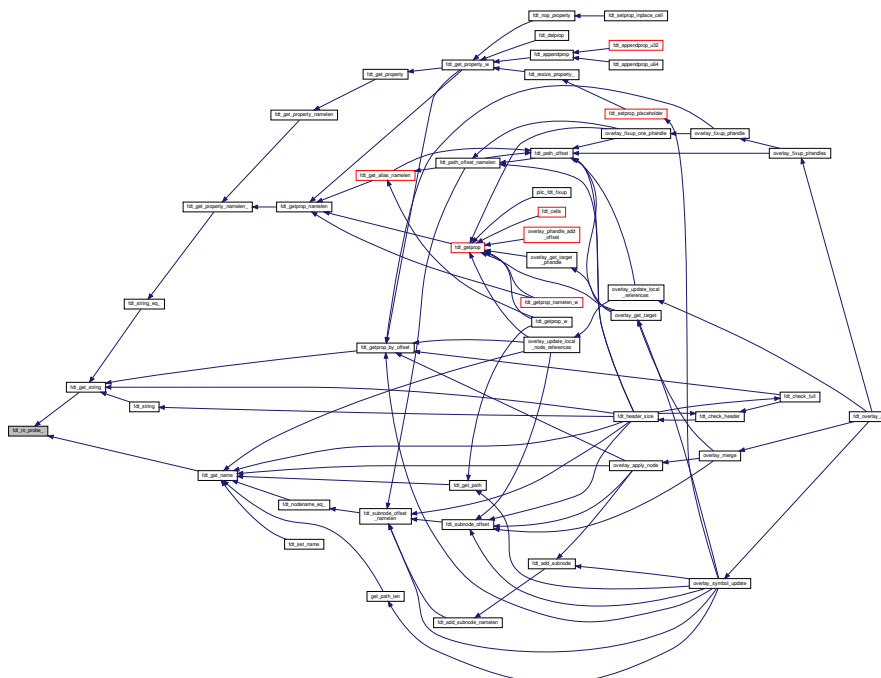 fdt_nop_property
fdt_setprop_inplace_cell
fdt_delprop
fdt_appendprop_u32
fdt_appendprop
fdt_get_property_w
fdt_appendprop_u64
fdt_get_property
fdt_resize_property_
fdt_get_property_namelen
fdt_setprop_placeholder
overlay_fixup_one_phandle
overlay_fixup_phandle
fdt_path_offset
overlay_fixup_phandles
fdt_path_offset_namelen
fdt_get_alias_namelen
plic_fdt_fixup
fdt_get_property_namelen_
fdt_getprop_namelen
fdt_cells
overlay_phandle_add
_offset
fdt_getprop
overlay_get_target
_phandle
overlay_update_local
_references
fdt_string_eq_
fdt_getprop_namelen_w
overlay_get_target
fdt_getprop_w
fdt_getprop_by_offset
overlay_update_local
_node_references
fdt_get_string
fdt_check_full
fdt_string
fdt_header_size
fdt_check_header
fdt_overlay_
fdt_ro_probe_
overlay_merge
overlay_apply_node
fdt_get_name
fdt_get_path
fdt_nodename_eq_
fdt_subnode_offset
_namelen
fdt_subnode_offset
fdt_set_name
fdt_add_subnode
overlay_symbol_update
get_path_len
fdt_add_subnode_namelen